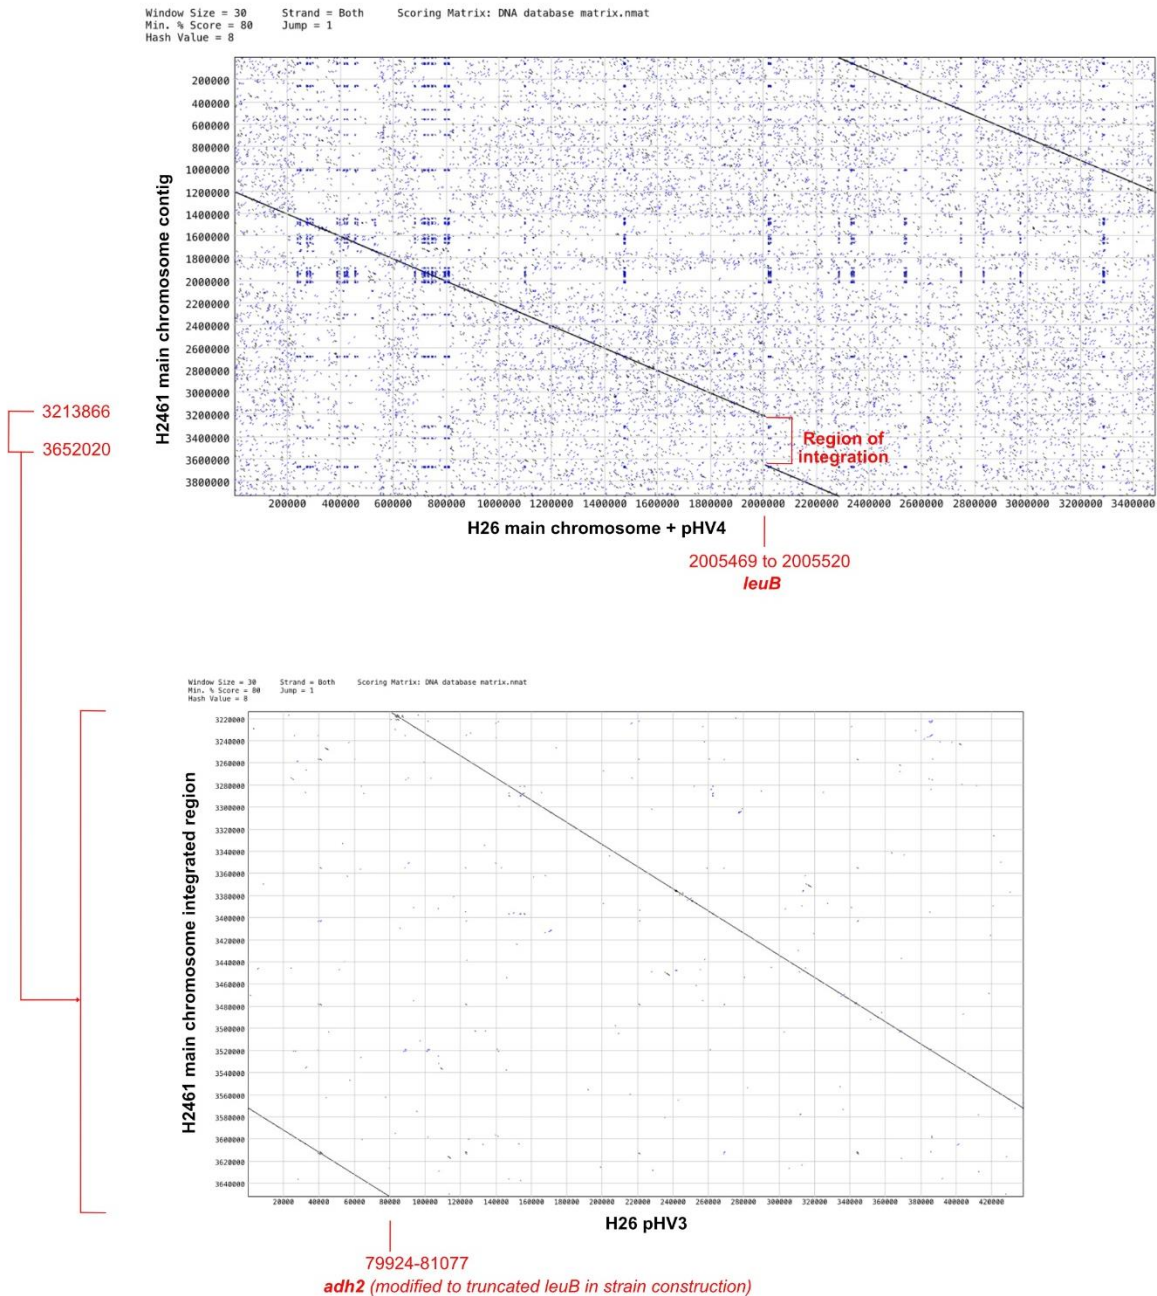 Window Size = 30 Strand = Both Scoring Matrix: DNA database matrix.nmat
Min. % Score = 80 Jump = 1
Hash Value = 8
200000
400000
600000
800000
1000000
1200000
1400000
1600000
1800000
2000000
2200000
2400000
2600000
2800000
3000000
3200000
3400000
3600000
3800000
H2461 main chromosome contig
3213866
3652020
Region of
integration
200000 400000 600000 800000 1000000 1200000 1400000 1600000 1800000 2000000 2200000 2400000 2600000 2800000 3000000 3200000 3400000
H26 main chromosome + pHV4
2005469 to 2005520
leuB
Window Size = 30 Strand = Both Scoring Matrix: DNA database matrix.nmat
Min. % Score = 80 Jump = 1
Hash Value = 8
3220000
3240000
3260000
3280000
3300000
3320000
3340000
3360000
3380000
3400000
3420000
3440000
3460000
3480000
3500000
3520000
3540000
3560000
3580000
3600000
3620000
3640000
H2461 main chromosome integrated region
20000 40000 60000 80000 100000 120000 140000 160000 180000 200000 220000 240000 260000 280000 300000 320000 340000 360000 380000 400000 420000
H26 pHV3
79924-81077
adh2 (modified to truncated leuB in strain construction)